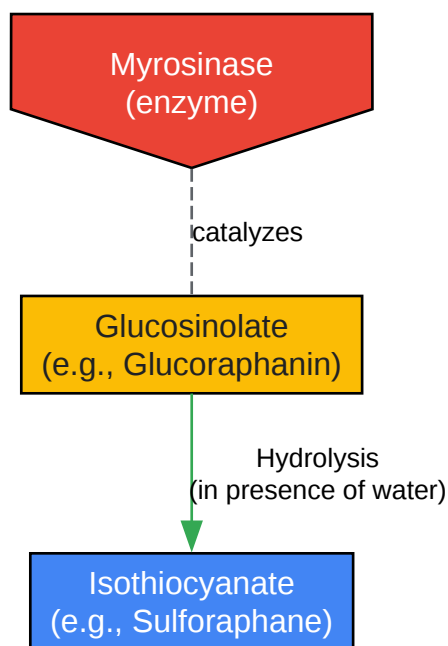 Myrosinase
(enzyme)
catalyzes
Glucosinolate
(e.g., Glucoraphanin)
Hydrolysis
(in presence of water)
Isothiocyanate
(e.g., Sulforaphane)